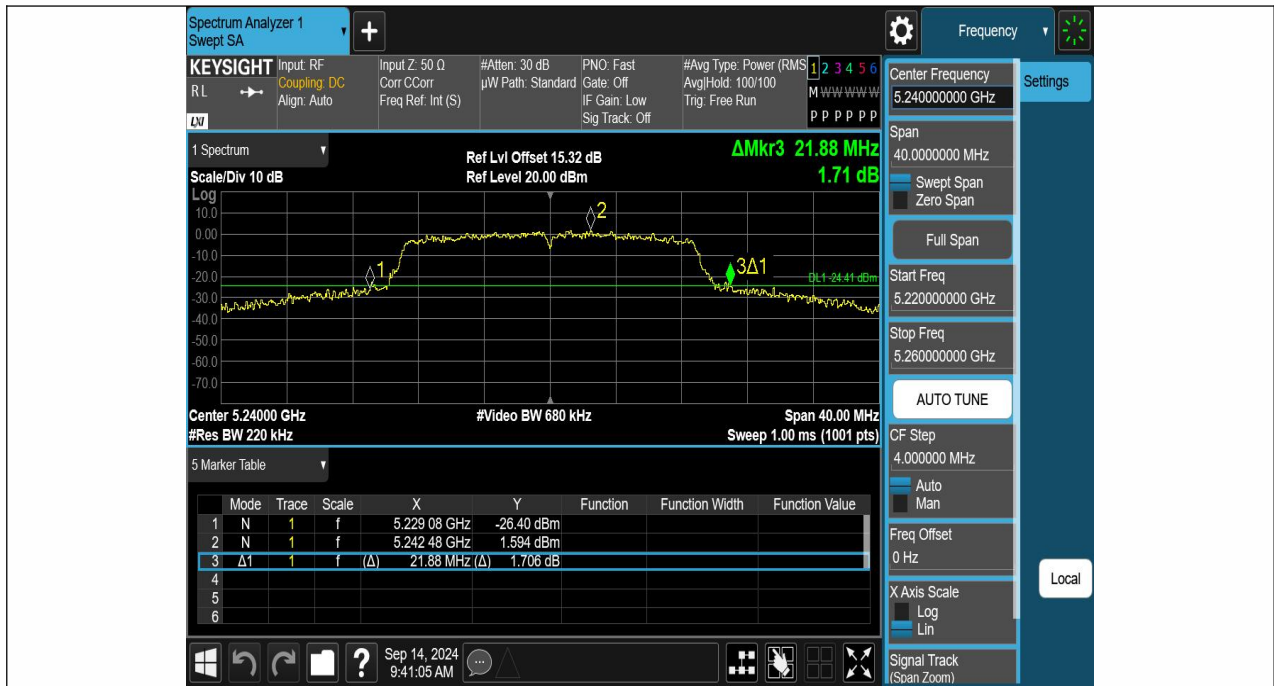 Spectrum Analyzer 1
Swept SA
+
Frequency
KEYSIGHT
RL
LXI
Input: RF
Coupling: DC
Align: Auto
Input Z: 50 Ω
Corr CCorr
Freq Ref: Int (S)
#Atten: 30 dB
µW Path: Standard
PNO: Fast
Gate: Off
IF Gain: Low
Sig Track: Off
#Avg Type: Power (RMS
Avg|Hold: 100/100
Trig: Free Run
1 2 3 4 5 6
M W W W W W
P P P P P P
Center Frequency
5.240000000 GHz
Settings
Span
40.0000000 MHz
Swept Span
Zero Span
Full Span
Start Freq
5.220000000 GHz
Stop Freq
5.260000000 GHz
AUTO TUNE
CF Step
4.000000 MHz
Auto
Man
Freq Offset
0 Hz
X Axis Scale
Log
Lin
Signal Track
(Span Zoom)
Local
1 Spectrum
Scale/Div 10 dB
Ref Lvl Offset 15.32 dB
Ref Level 20.00 dBm
ΔMkr3 21.88 MHz
1.71 dB
Log
10.0
0.00
-10.0
-20.0
-30.0
-40.0
-50.0
-60.0
-70.0
1
2
3Δ1
DL1 -24.41 dBm
Center 5.24000 GHz
#Video BW 680 kHz
Span 40.00 MHz
#Res BW 220 kHz
Sweep 1.00 ms (1001 pts)
5 Marker Table
Mode Trace Scale X Y Function Function Width Function Value
1 N 1 f 5.229 08 GHz -26.40 dBm
2 N 1 f 5.242 48 GHz 1.594 dBm
3 Δ1 1 f (Δ) 21.88 MHz (Δ) 1.706 dB
4
5
6
?
Sep 14, 2024
9:41:05 AM